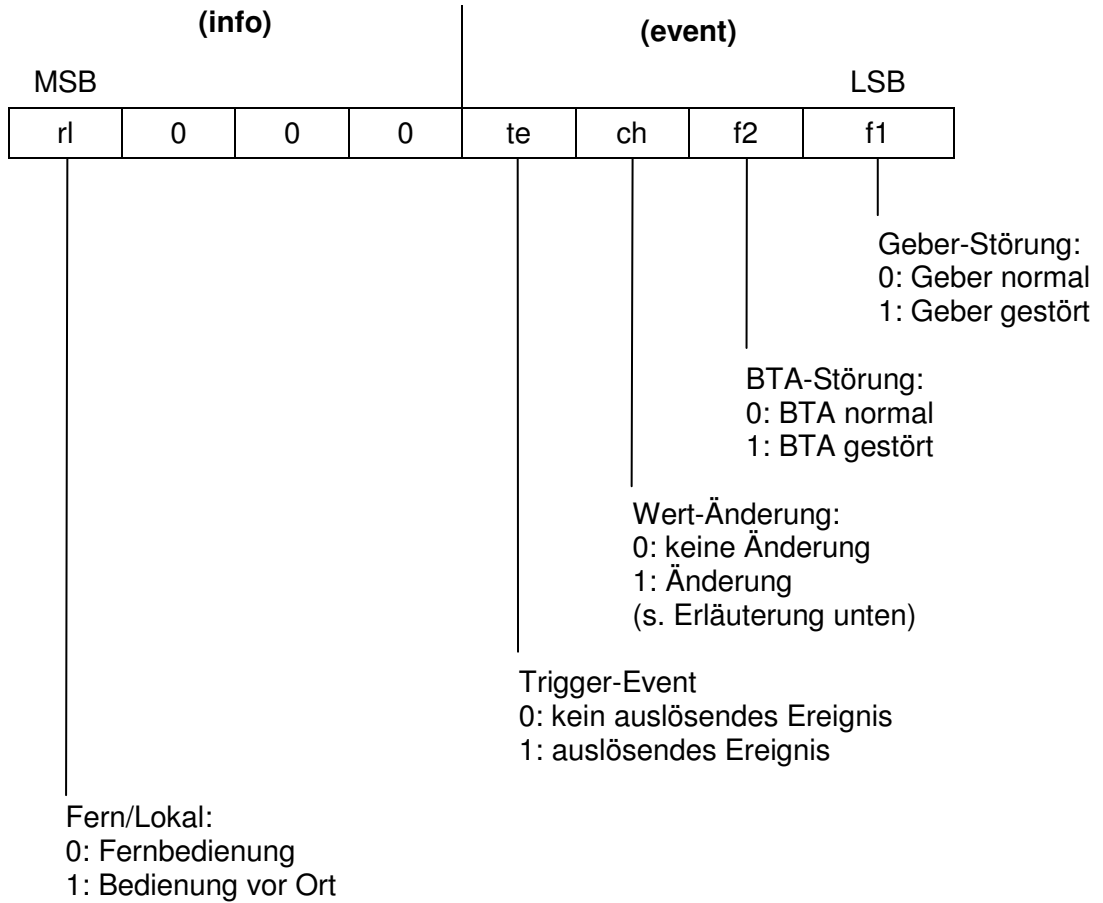 (info) (event)
MSB LSB
rl 0 0 0 te ch f2 f1
Geber-Störung:
0: Geber normal
1: Geber gestört
BTA-Störung:
0: BTA normal
1: BTA gestört
Wert-Änderung:
0: keine Änderung
1: Änderung
(s. Erläuterung unten)
Trigger-Event
0: kein auslösendes Ereignis
1: auslösendes Ereignis
Fern/Lokal:
0: Fernbedienung
1: Bedienung vor Ort